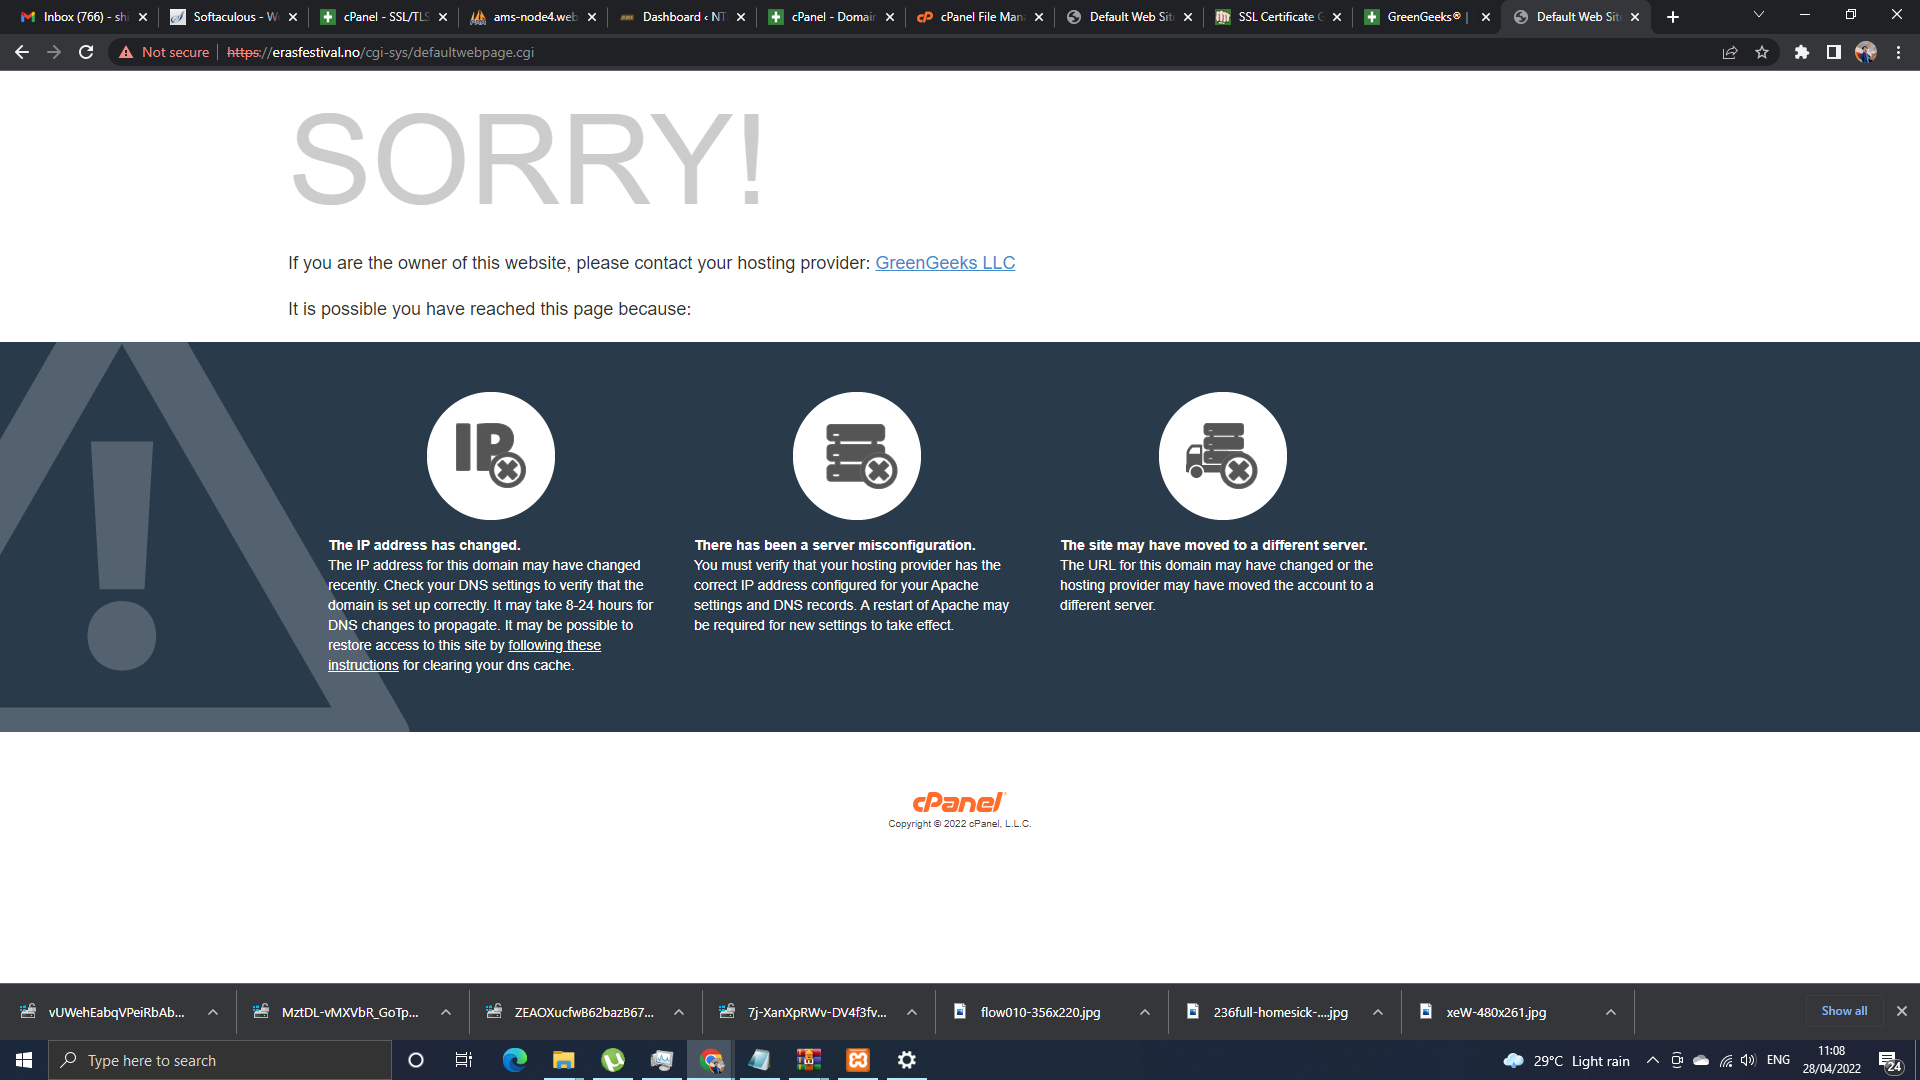 Inbox (766) - shi
Softaculous - W
cPanel - SSL/TLS
ams-node4.web
Dashboard ‹ NT
cPanel - Domain
cPanel File Man
Default Web Sit
SSL Certificate G
GreenGeeks® |
Default Web Sit
Not secure | https://erasfestival.no/cgi-sys/defaultwebpage.cgi
SORRY!
If you are the owner of this website, please contact your hosting provider: GreenGeeks LLC
It is possible you have reached this page because:
IP
The IP address has changed.
The IP address for this domain may have changed
recently. Check your DNS settings to verify that the
domain is set up correctly. It may take 8-24 hours for
DNS changes to propagate. It may be possible to
restore access to this site by following these
instructions for clearing your dns cache.
There has been a server misconfiguration.
You must verify that your hosting provider has the
correct IP address configured for your Apache
settings and DNS records. A restart of Apache may
be required for new settings to take effect.
The site may have moved to a different server.
The URL for this domain may have changed or the
hosting provider may have moved the account to a
different server.
cPanel
Copyright © 2022 cPanel, L.L.C.
vUWehEabqVPeiRbAb...
MztDL-vMXVbR_GoTp...
ZEAOXucfwB62bazB67...
7j-XanXpRWv-DV4f3fv...
flow010-356x220.jpg
236full-homesick-....jpg
xeW-480x261.jpg
Show all
Type here to search
29°C Light rain
ENG
11:08
28/04/2022
24